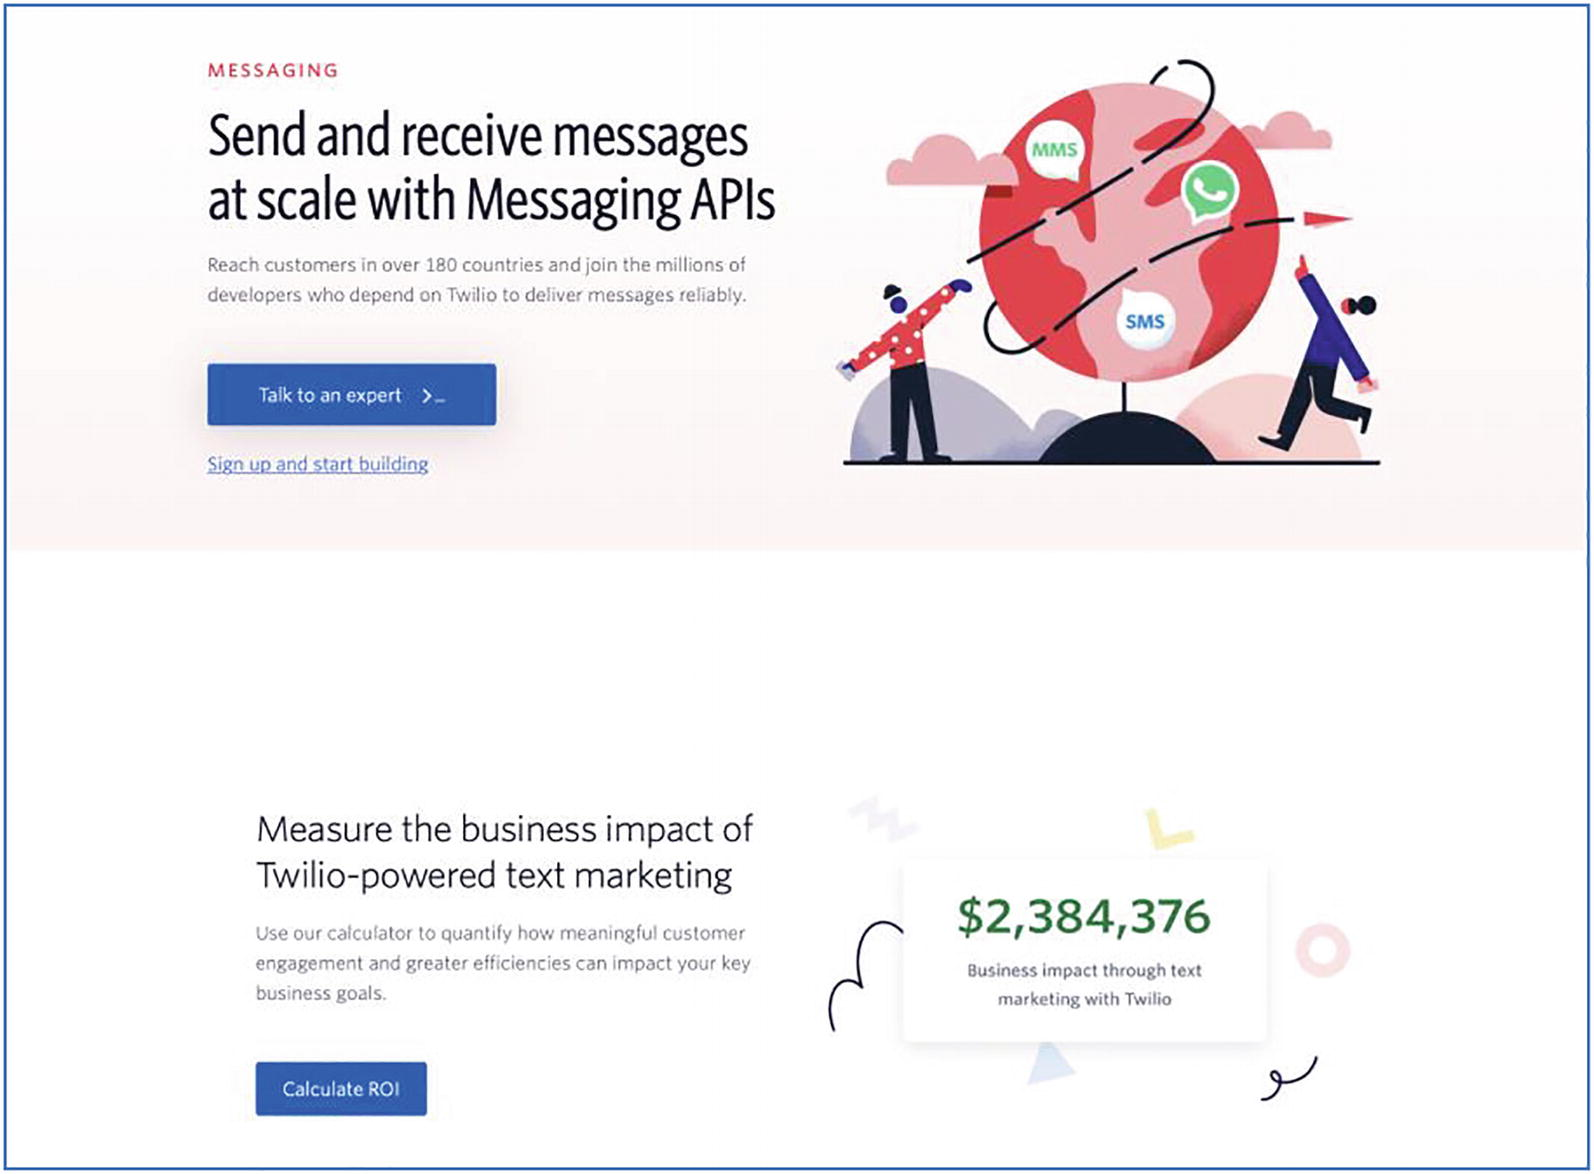 MESSAGING
Send and receive messages
at scale with Messaging APIs
Reach customers in over 180 countries and join the millions of
developers who depend on Twilio to deliver messages reliably.
Talk to an expert >_
Sign up and start building
MMS
SMS
Measure the business impact of
Twilio-powered text marketing
Use our calculator to quantify how meaningful customer
engagement and greater efficiencies can impact your key
business goals.
Calculate ROI
$2,384,376
Business impact through text
marketing with Twilio